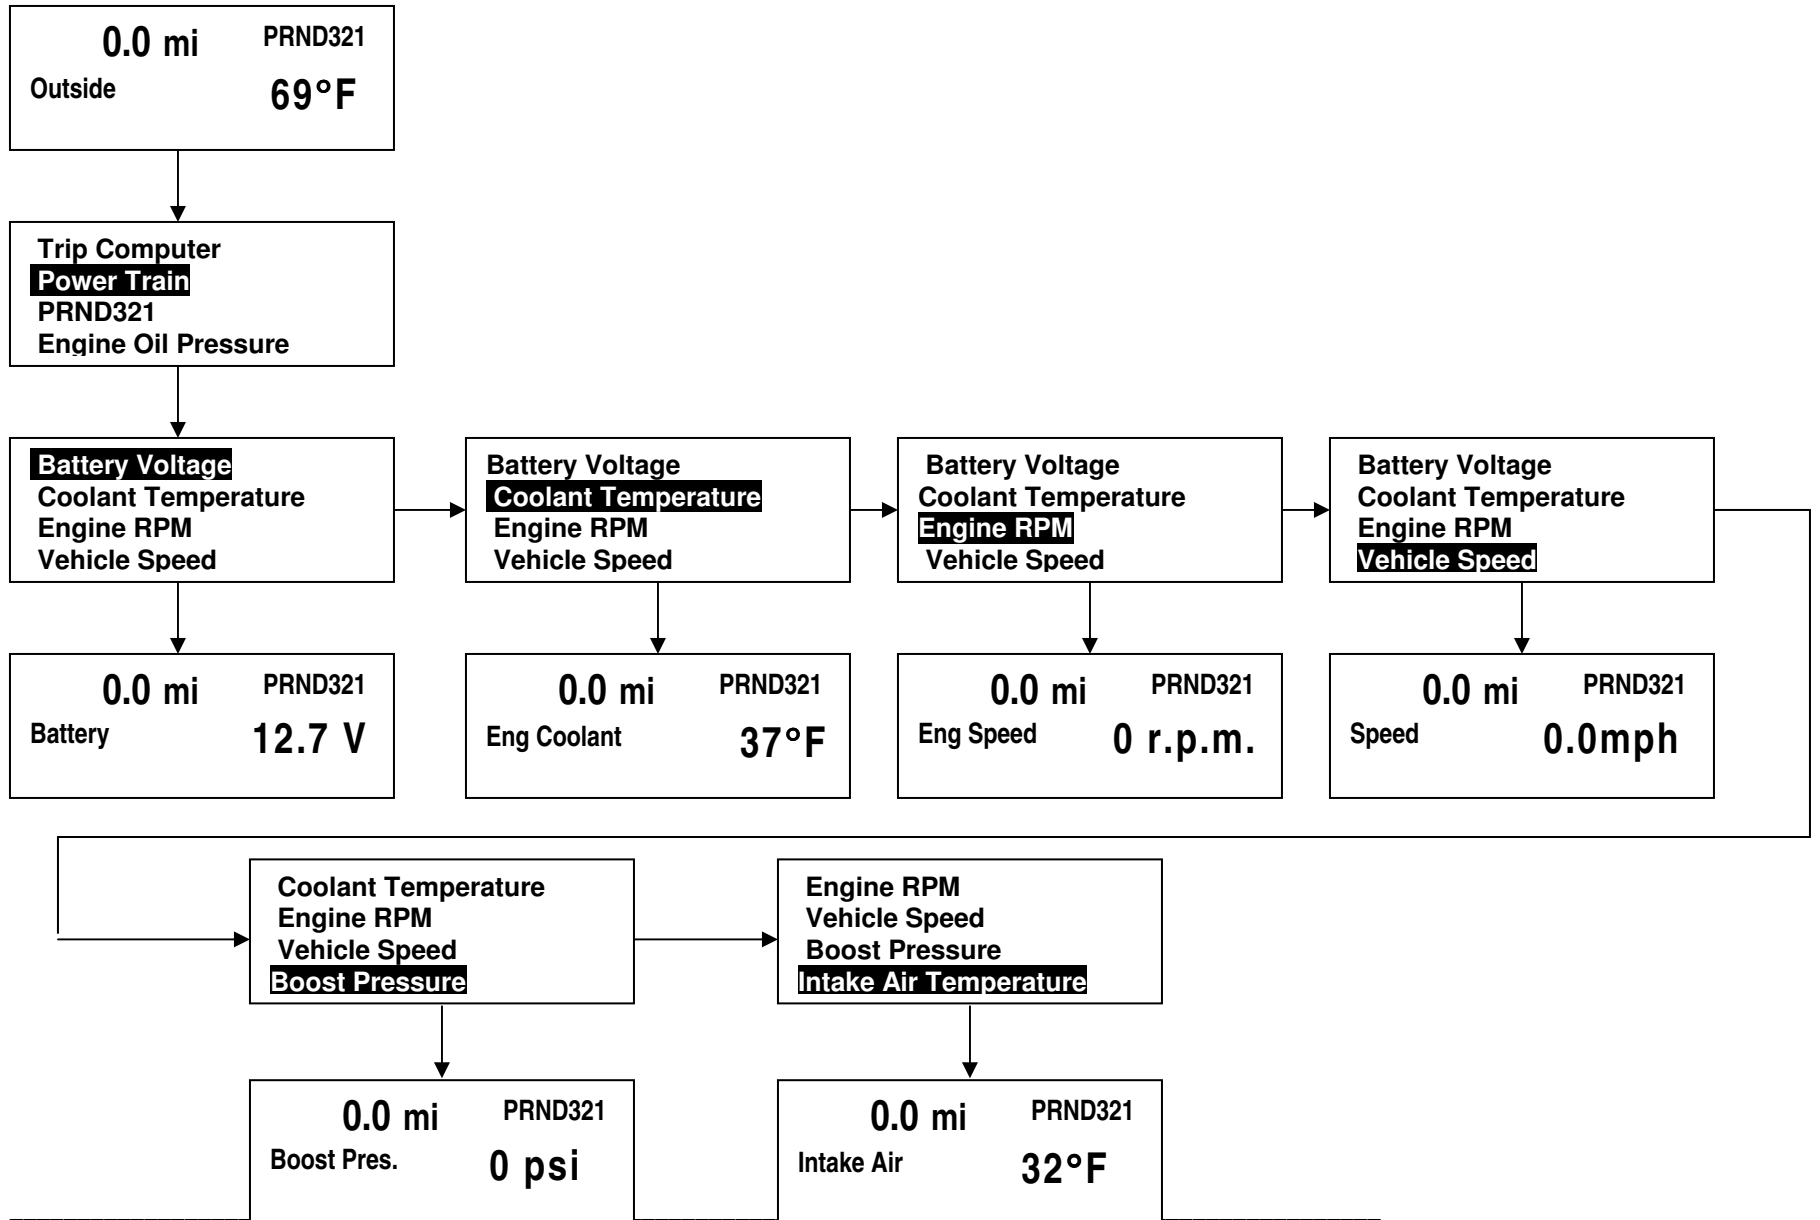 0.0 mi PRND321
Outside 69°F
Trip Computer
Power Train
PRND321
Engine Oil Pressure
Battery Voltage
Coolant Temperature
Engine RPM
Vehicle Speed
Battery Voltage
Coolant Temperature
Engine RPM
Vehicle Speed
Battery Voltage
Coolant Temperature
Engine RPM
Vehicle Speed
Battery Voltage
Coolant Temperature
Engine RPM
Vehicle Speed
0.0 mi PRND321
Battery 12.7 V
0.0 mi PRND321
Eng Coolant 37°F
0.0 mi PRND321
Eng Speed 0 r.p.m.
0.0 mi PRND321
Speed 0.0mph
Coolant Temperature
Engine RPM
Vehicle Speed
Boost Pressure
Engine RPM
Vehicle Speed
Boost Pressure
Intake Air Temperature
0.0 mi PRND321
Boost Pres. 0 psi
0.0 mi PRND321
Intake Air 32°F